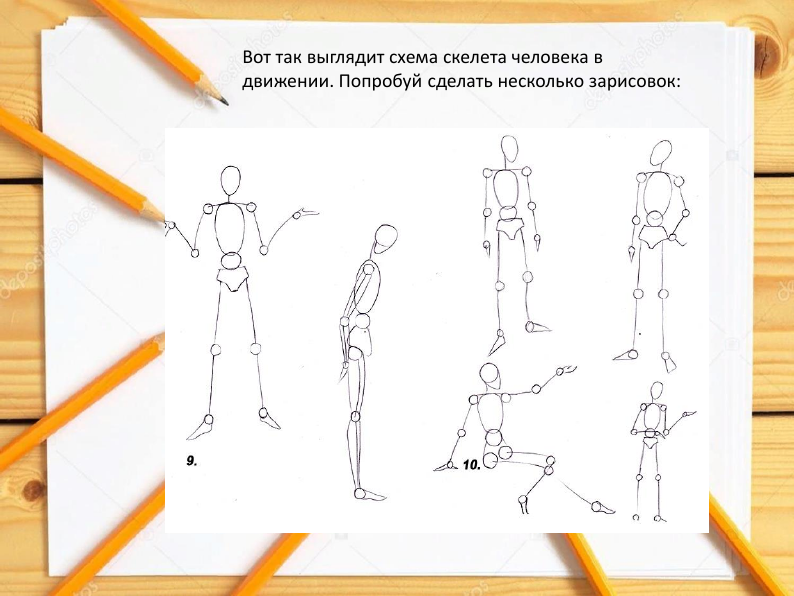 Вот так выглядит схема скелета человека в
движении. Попробуй сделать несколько зарисовок:
9.
10.